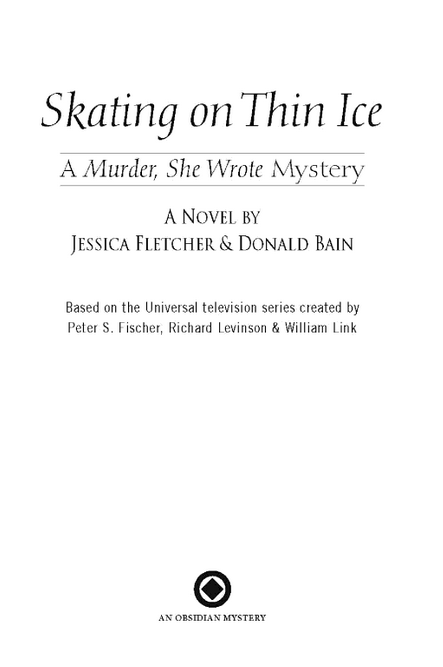 Skating on Thin Ice
A Murder, She Wrote Mystery
A Novel by
Jessica Fletcher & Donald Bain
Based on the Universal television series created by
Peter S. Fischer, Richard Levinson & William Link
AN OBSIDIAN MYSTERY